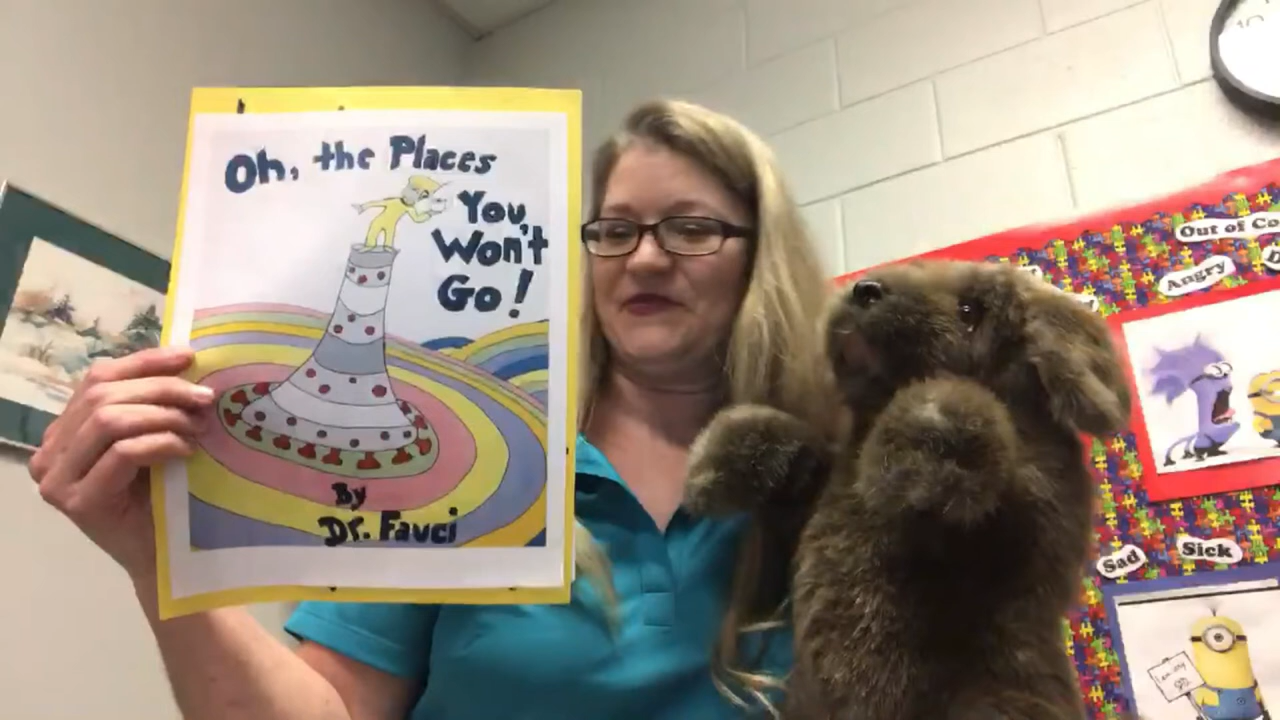 Oh, the Places
You
Won't
Go!
By
Dr. Fauci
Out of Co
Angry
Sad
Sick